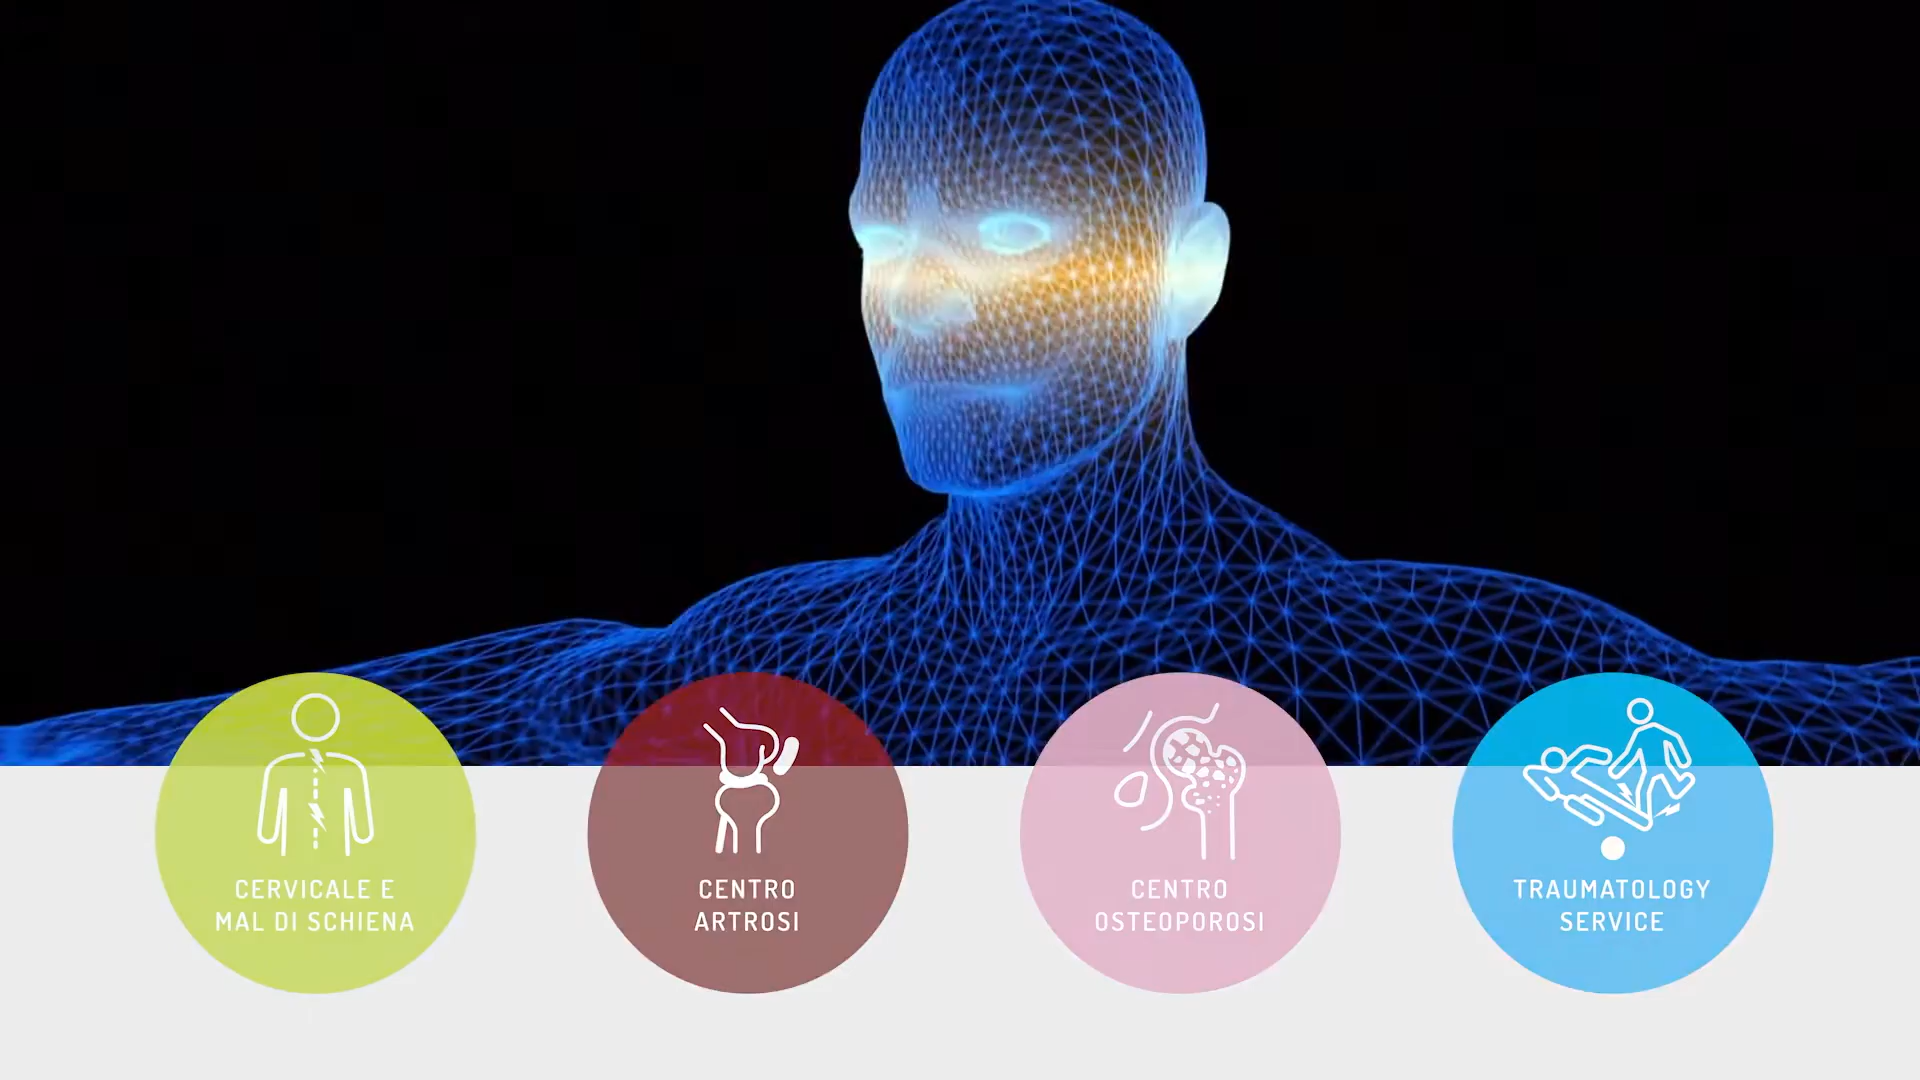 CERVICALE E
MAL DI SCHIENA
CENTRO
ARTROSI
CENTRO
OSTEOPOROSI
TRAUMATOLOGY
SERVICE